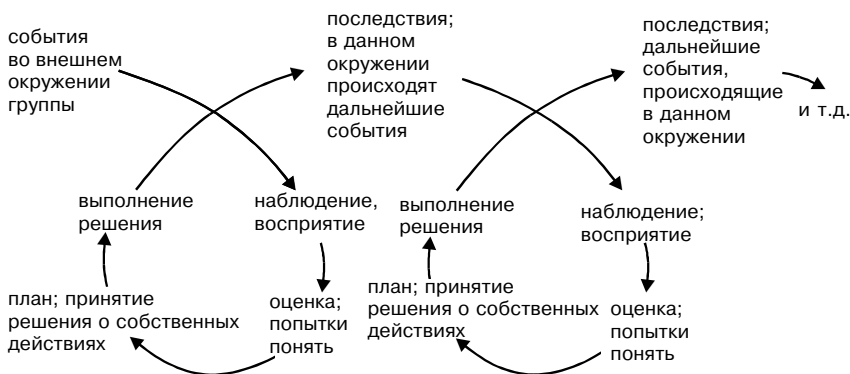 события
во внешнем
окружении
группы
последствия;
в данном
окружении
происходят
дальнейшие
события
последствия;
дальнейшие
события,
происходящие
в данном
окружении
и т.д.
выполнение
решения
наблюдение,
восприятие
выполнение
решения
наблюдение;
восприятие
план; принятие
решения о собственных
действиях
оценка;
попытки
понять
план; принятие
решения о собственных
действиях
оценка;
попытки
понять